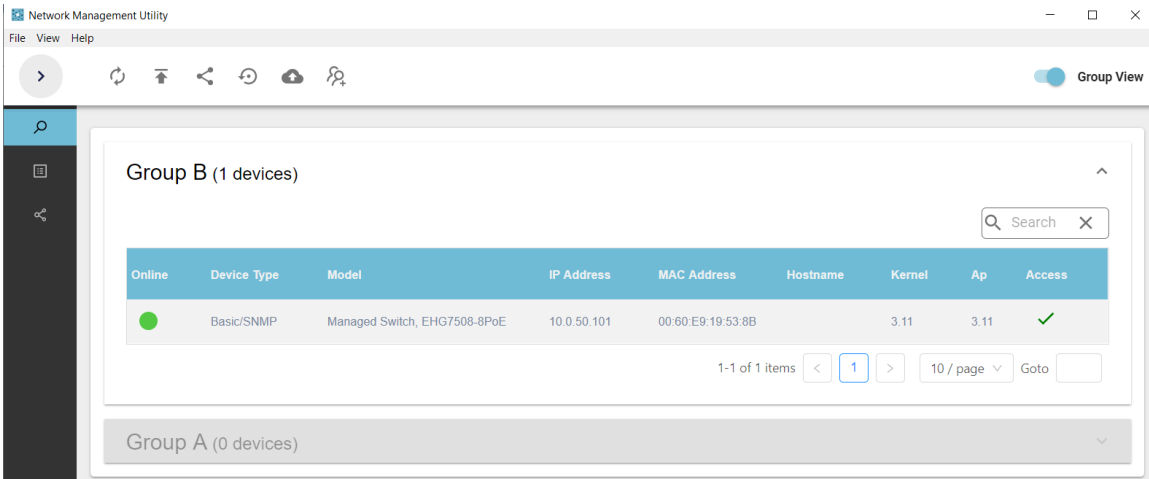 Network Management Utility
File View Help
Group View
Group B (1 devices)
Search
Online Device Type Model IP Address MAC Address Hostname Kernel Ap Access
Basic/SNMP Managed Switch, EHG7508-8PoE 10.0.50.101 00:60:E9:19:53:8B 3.11 3.11
1-1 of 1 items < 1 > 10 / page Goto
Group A (0 devices)